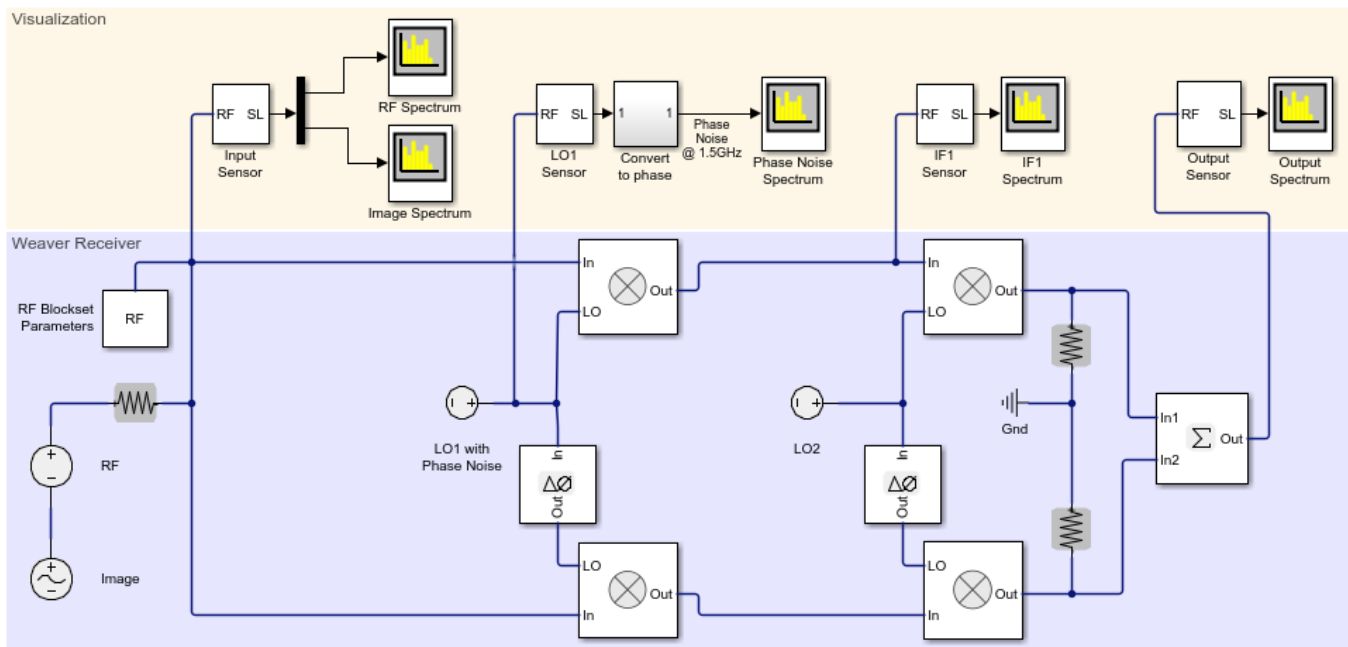 Visualization
RF SL
Input
Sensor
RF Spectrum
Image Spectrum
RF SL
LO1
Sensor
1 1
Convert
to phase
Phase
Noise
@ 1.5GHz
Phase Noise
Spectrum
RF SL
IF1
Sensor
IF1
Spectrum
RF SL
Output
Sensor
Output
Spectrum
Weaver Receiver
RF Blockset
Parameters
RF
In
Out
LO
In
Out
LO
RF
Image
LO1 with
Phase Noise
In
ΔØ
Out
LO2
In
ΔØ
Out
Gnd
In1
Σ Out
In2
LO
Out
In
LO
Out
In